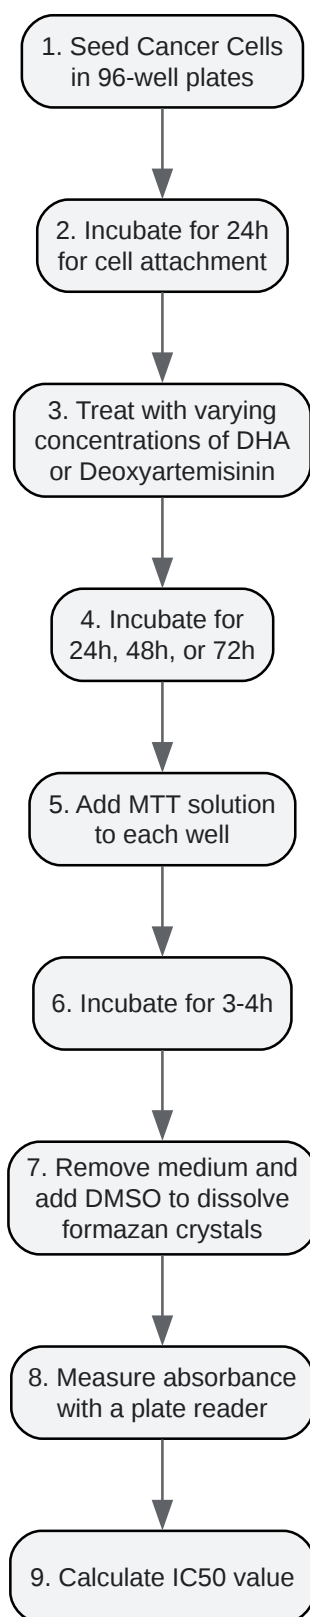 1. Seed Cancer Cells
in 96-well plates
2. Incubate for 24h
for cell attachment
3. Treat with varying
concentrations of DHA
or Deoxyartemisinin
4. Incubate for
24h, 48h, or 72h
5. Add MTT solution
to each well
6. Incubate for 3-4h
7. Remove medium and
add DMSO to dissolve
formazan crystals
8. Measure absorbance
with a plate reader
9. Calculate IC50 value